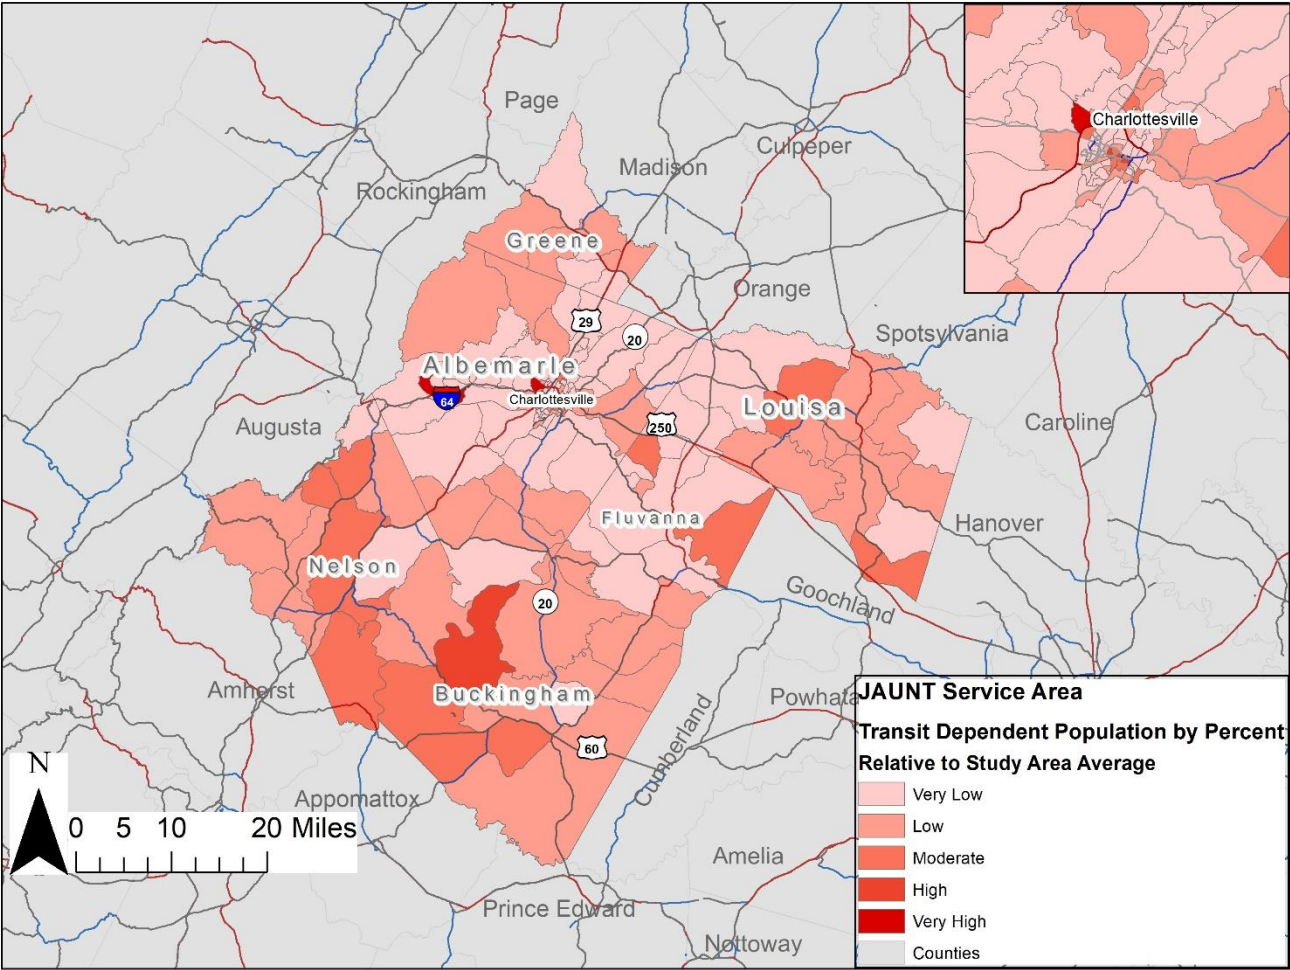 Page
Culpeper
Madison
Rockingham
Greene
Orange
29
20
Spotsylvania
Albemarle
64
Charlottesville
Louisa
Augusta
250
Caroline
Fluvanna
Hanover
Nelson
20
Goochland
Amherst
Buckingham
Powhata
60
Cumberland
N
Appomattox
0 5 10 20 Miles
Amelia
Prince Edward
Nottoway
Charlottesville
JAUNT Service Area
Transit Dependent Population by Percent
Relative to Study Area Average
Very Low
Low
Moderate
High
Very High
Counties